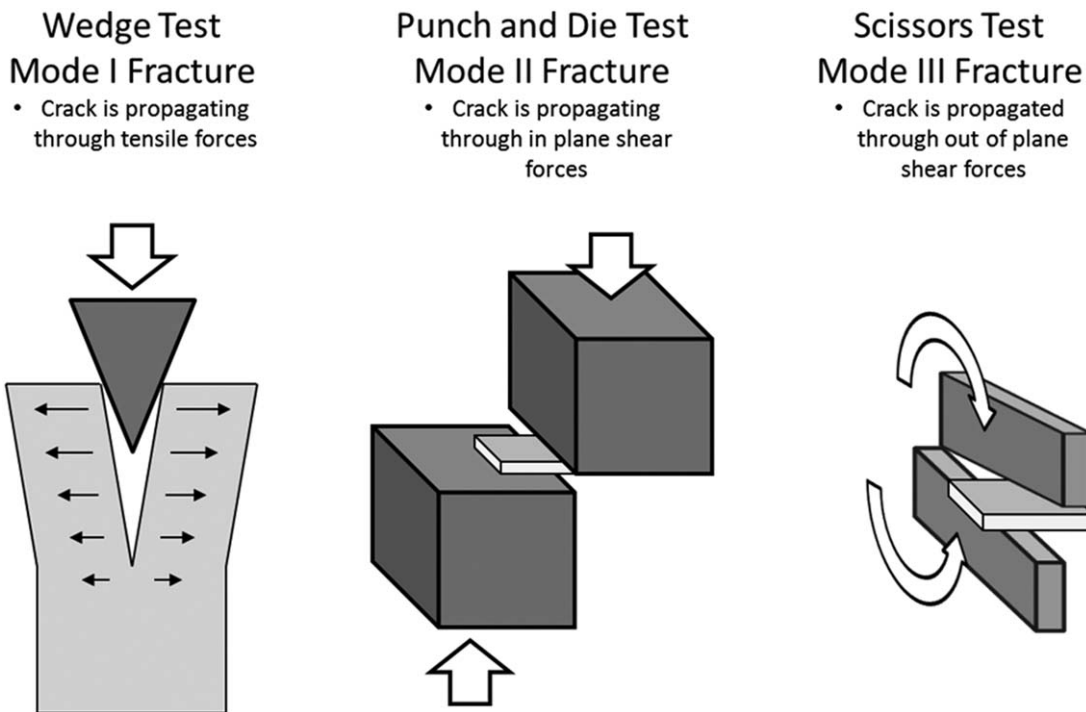 Wedge Test
Mode I Fracture
• Crack is propagating
through tensile forces
Punch and Die Test
Mode II Fracture
• Crack is propagating
through in plane shear
forces
Scissors Test
Mode III Fracture
• Crack is propagated
through out of plane
shear forces